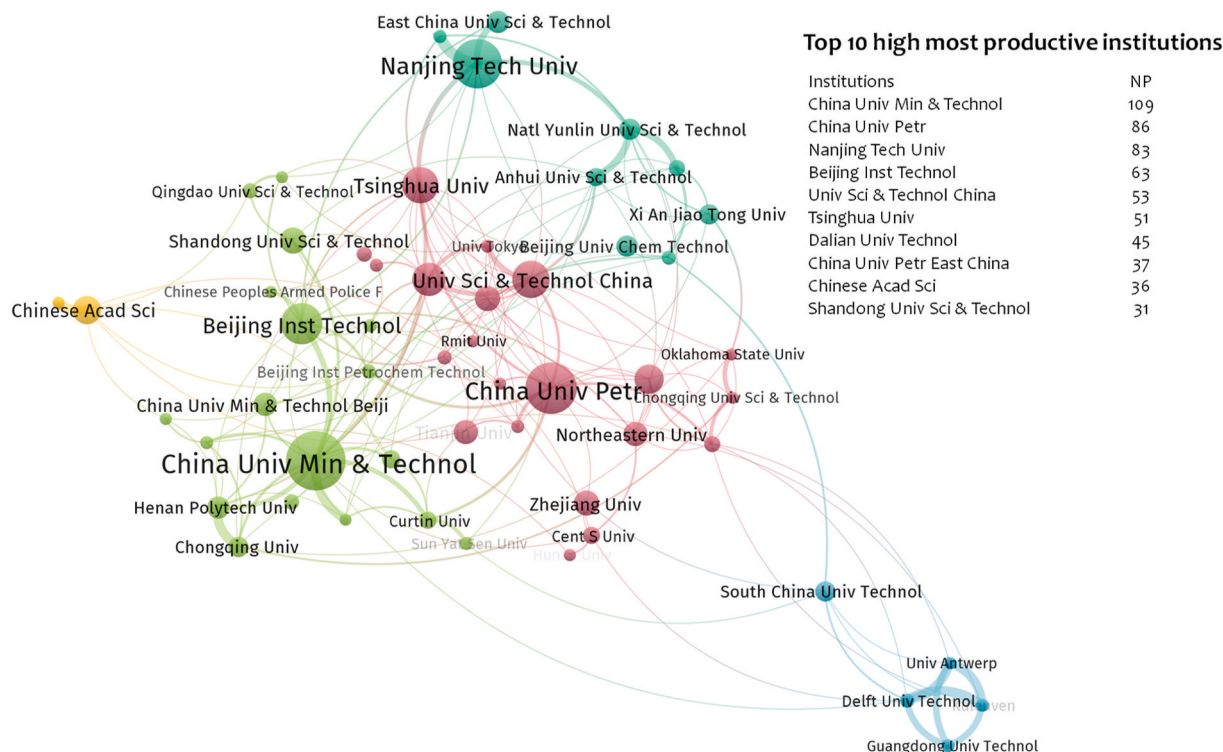 East China Univ Sci & Technol
Nanjing Tech Univ
Natl Yunlin Univ Sci & Technol
Anhui Univ Sci & Technol
Tsinghua Univ
Qingdao Univ Sci & Technol
Xi An Jiao Tong Univ
Shandong Univ Sci & Technol
Univ Tokyo
Beijing Univ Chem Technol
Univ Sci & Technol China
Chinese Peoples Armed Police F
Chinese Acad Sci
Beijing Inst Technol
Rmit Univ
Oklahoma State Univ
Beijing Inst Petrochem Technol
China Univ Petr
Chongqing Univ Sci & Technol
China Univ Min & Technol Beiji
Tianjin Univ
Northeastern Univ
China Univ Min & Technol
Henan Polytech Univ
Zhejiang Univ
Curtin Univ
Cent S Univ
Sun Yat Sen Univ
Chongqing Univ
South China Univ Technol
Univ Antwerp
Delft Univ Technol
Guangdong Univ Technol
Top 10 high most productive institutions
Institutions NP
China Univ Min & Technol 109
China Univ Petr 86
Nanjing Tech Univ 83
Beijing Inst Technol 63
Univ Sci & Technol China 53
Tsinghua Univ 51
Dalian Univ Technol 45
China Univ Petr East China 37
Chinese Acad Sci 36
Shandong Univ Sci & Technol 31